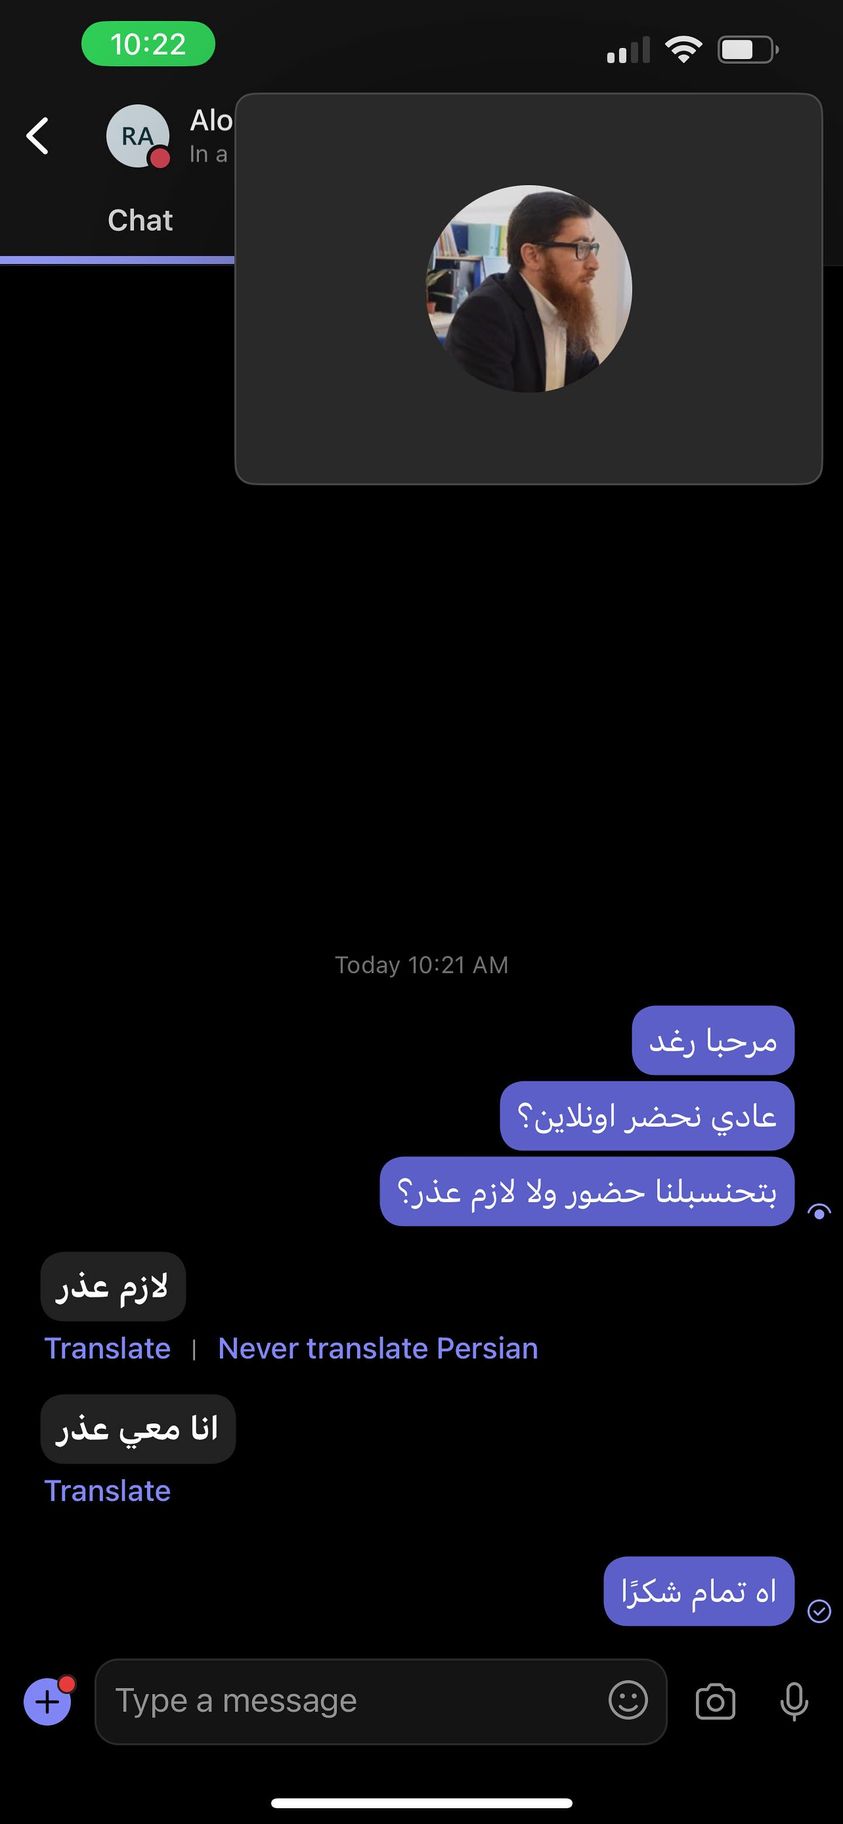 10:22
RA
Alo
In a
Chat
Today 10:21 AM
مرحبا رغد
عادي نحضر اونلاين؟
بتحنسبلنا حضور ولا لازم عذر؟
لازم عذر
Translate | Never translate Persian
انا معي عذر
Translate
اه تمام شكرًا
Type a message